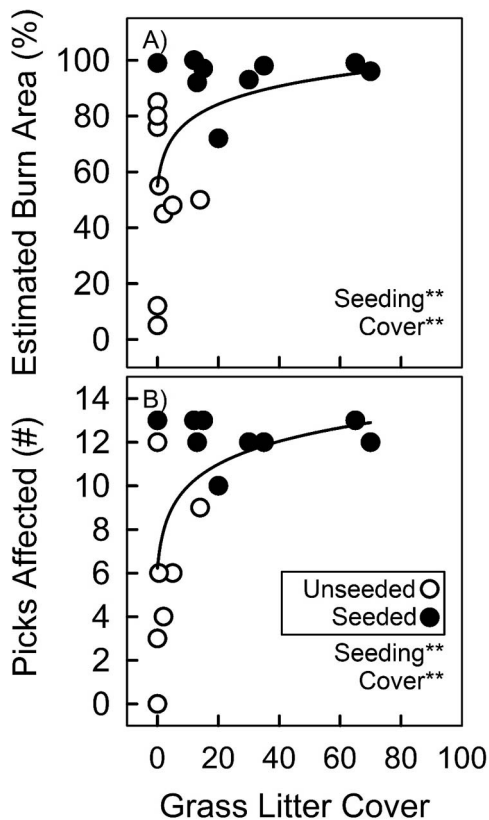 Estimated Burn Area (%)
A)
100
80
60
40
20
0
Seeding**
Cover**
Picks Affected (#)
B)
14
12
10
8
6
4
2
0
Unseeded
Seeded
Seeding**
Cover**
0 20 40 60 80 100
Grass Litter Cover